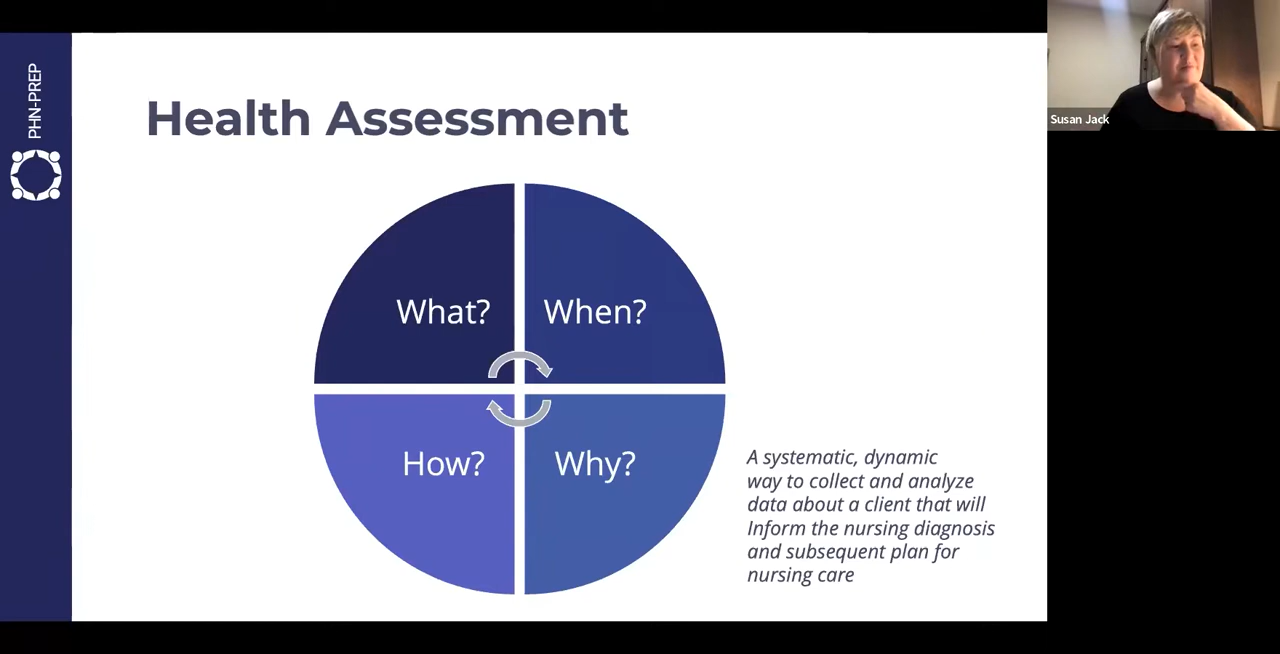 PHN-PREP
Health Assessment
What?
When?
How?
Why?
A systematic, dynamic
way to collect and analyze
data about a client that will
Inform the nursing diagnosis
and subsequent plan for
nursing care
Susan Jack